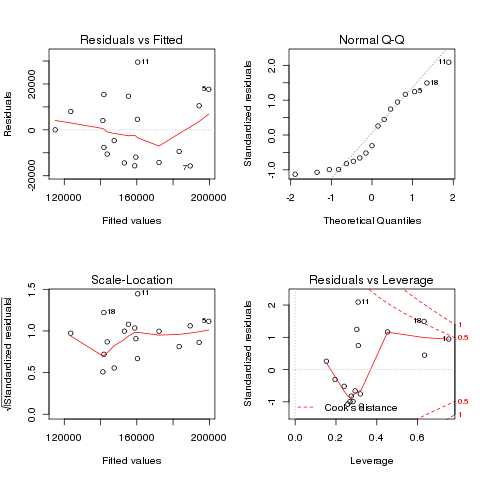 Residuals vs Fitted
Residuals
-20000 0 20000
11
5
7
120000 160000 200000
Fitted values
Normal Q-Q
Standardized residuals
-1.0 0.0 1.0 2.0
11
18
5
-2 -1 0 1 2
Theoretical Quantiles
Scale-Location
√|Standardized residuals|
0.0 0.5 1.0 1.5
11
18
5
120000 160000 200000
Fitted values
Residuals vs Leverage
Standardized residuals
-1 0 1 2
11
18
1
1
0.5
0.5
1
Cook's distance
0.0 0.2 0.4 0.6
Leverage